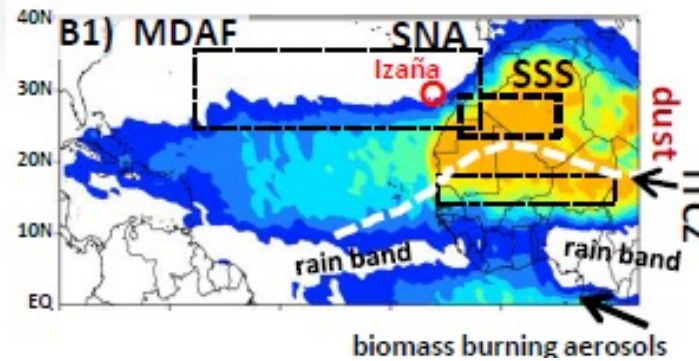 40N
B1) MDAF SNA
Izaña
SSS
30N
dust
20N
ITCZ
10N
rain band
rain band
EQ
biomass burning aerosols